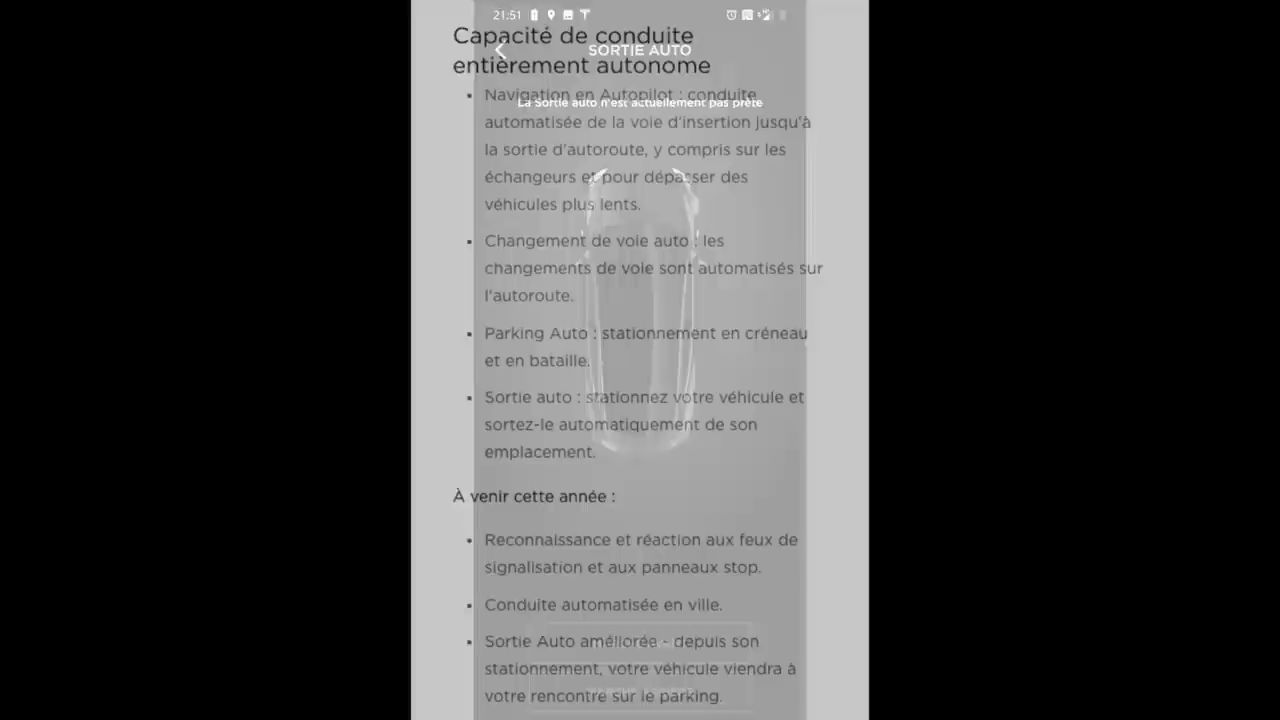 21:51
Capacité de conduite
SORTIE AUTO
entièrement autonome
Navigation en Autopilot : conduite
La Sortie auto n'est actuellement pas prête
automatisée de la voie d'insertion jusqu'à
la sortie d'autoroute, y compris sur les
échangeurs et pour dépasser des
véhicules plus lents.
Changement de voie auto : les
changements de voie sont automatisés sur
l'autoroute.
Parking Auto : stationnement en créneau
et en bataille.
Sortie auto : stationnez votre véhicule et
sortez-le automatiquement de son
emplacement.
À venir cette année :
Reconnaissance et réaction aux feux de
signalisation et aux panneaux stop.
Conduite automatisée en ville.
Sortie Auto améliorée - depuis son
stationnement, votre véhicule viendra à
votre rencontre sur le parking.